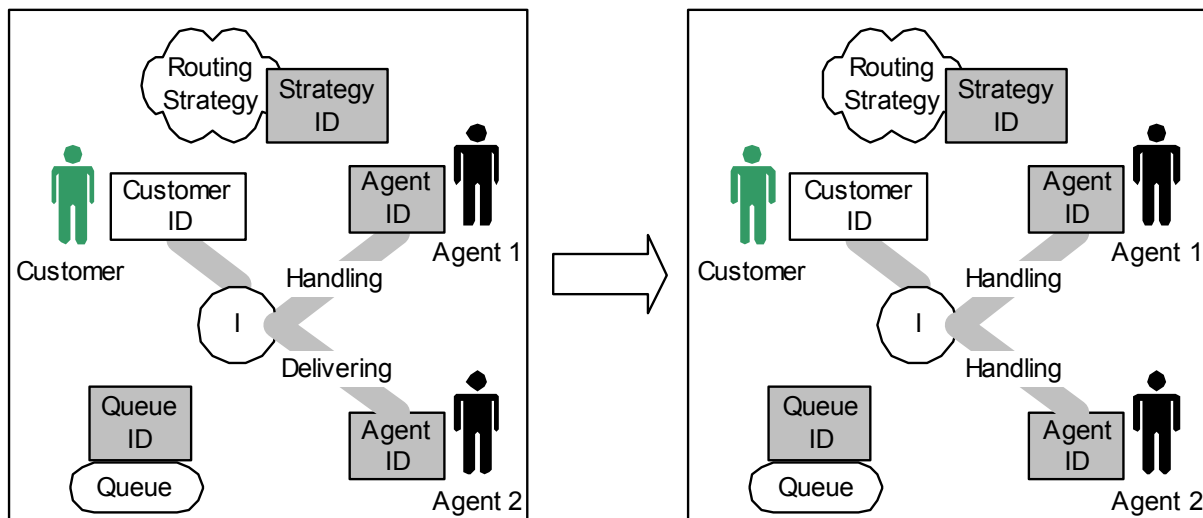 Routing
Strategy
Strategy
ID
Customer
ID
Agent
ID
Customer
Agent 1
Handling
I
Delivering
Queue
ID
Agent
ID
Queue
Agent 2
Routing
Strategy
Strategy
ID
Customer
ID
Agent
ID
Customer
Agent 1
Handling
I
Handling
Queue
ID
Agent
ID
Queue
Agent 2